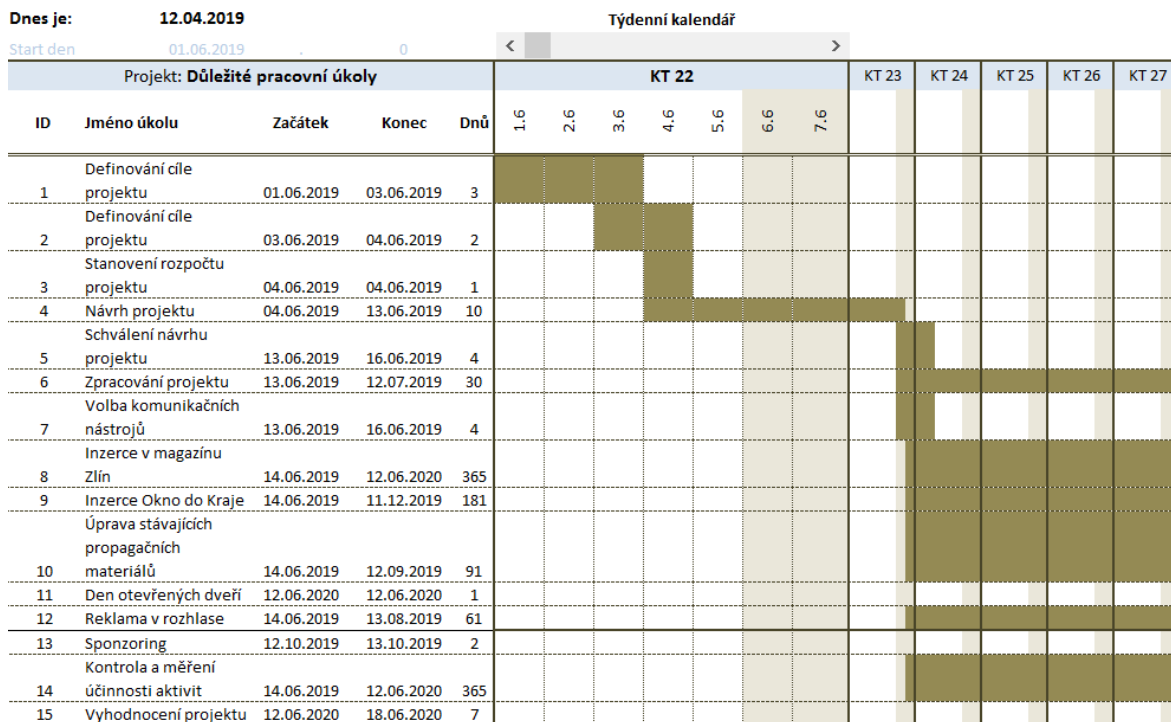 Dnes je: 12.04.2019 Týdenní kalendář
Start den 01.06.2019 . 0
Projekt: Důležité pracovní úkoly KT 22 KT 23 KT 24 KT 25 KT 26 KT 27
ID Jméno úkolu Začátek Konec Dnů 1.6 2.6 3.6 4.6 5.6 6.6 7.6
Definování cíle
1 projektu 01.06.2019 03.06.2019 3
Definování cíle
2 projektu 03.06.2019 04.06.2019 2
Stanovení rozpočtu
3 projektu 04.06.2019 04.06.2019 1
4 Návrh projektu 04.06.2019 13.06.2019 10
Schválení návrhu
5 projektu 13.06.2019 16.06.2019 4
6 Zpracování projektu 13.06.2019 12.07.2019 30
Volba komunikačních
7 nástrojů 13.06.2019 16.06.2019 4
Inzerce v magazínu
8 Zlín 14.06.2019 12.06.2020 365
9 Inzerce Okno do Kraje 14.06.2019 11.12.2019 181
Úprava stávajících
propagačních
10 materiálů 14.06.2019 12.09.2019 91
11 Den otevřených dveří 12.06.2020 12.06.2020 1
12 Reklama v rozhlase 14.06.2019 13.08.2019 61
13 Sponzoring 12.10.2019 13.10.2019 2
Kontrola a měření
14 účinnosti aktivit 14.06.2019 12.06.2020 365
15 Vyhodnocení projektu 12.06.2020 18.06.2020 7